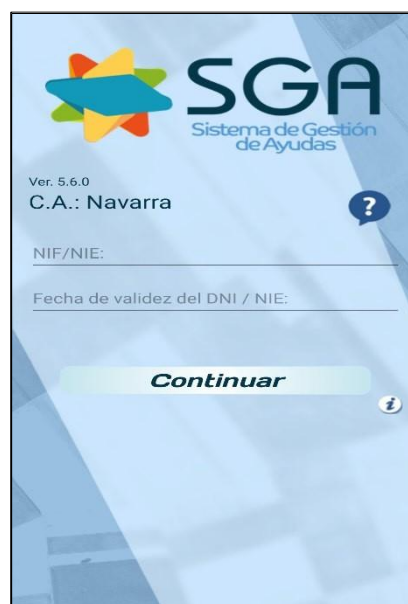 SGA
Sistema de Gestión
de Ayudas
Ver. 5.6.0
C.A.: Navarra
?
NIF/NIE:
Fecha de validez del DNI / NIE:
Continuar
i